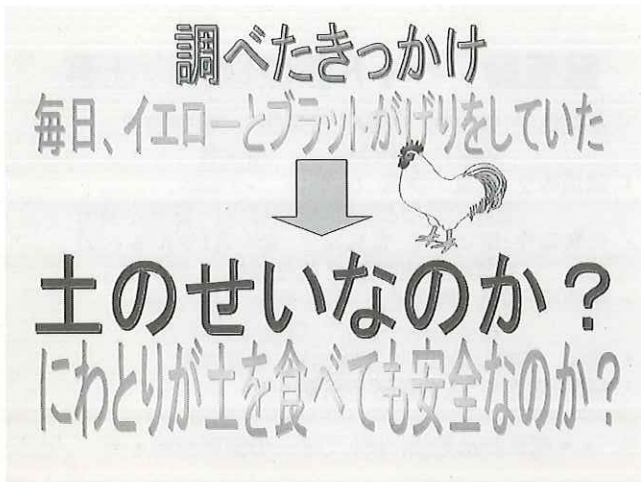 調べたきっかけ
毎日、イエローとブラットがげりをしていた
土のせいなのか？
にわとりが土を食べても安全なのか？